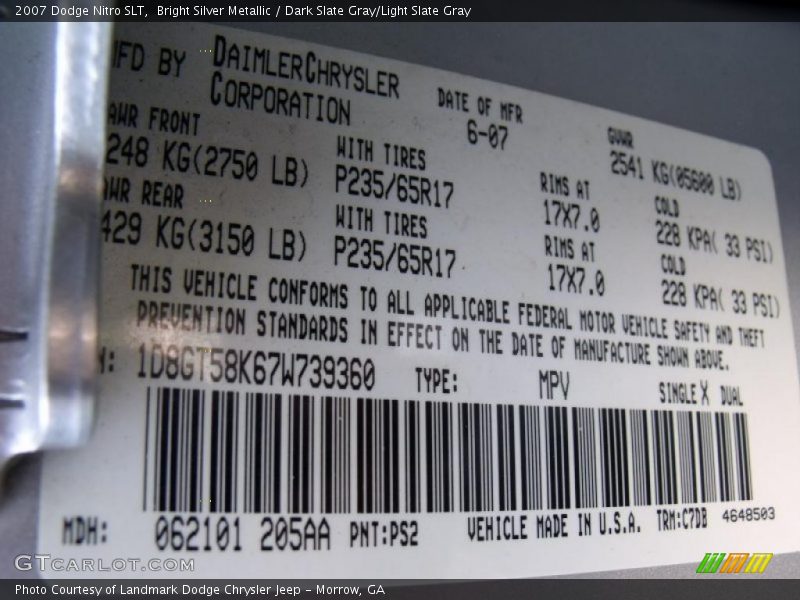 2007 Dodge Nitro SLT,  Bright Silver Metallic / Dark Slate Gray/Light Slate Gray
MFD BY DAIMLERCHRYSLER CORPORATION
DATE OF MFR 6-07
GVWR 2541 KG(05600 LB)
AWR FRONT WITH TIRES RIMS AT COLD
248 KG(2750 LB) P235/65R17 17X7.0 228 KPA( 33 PSI)
AWR REAR WITH TIRES RIMS AT COLD
429 KG(3150 LB) P235/65R17 17X7.0 228 KPA( 33 PSI)
THIS VEHICLE CONFORMS TO ALL APPLICABLE FEDERAL MOTOR VEHICLE SAFETY AND THEFT
PREVENTION STANDARDS IN EFFECT ON THE DATE OF MANUFACTURE SHOWN ABOVE.
N: 1D8GT58K67W739360 TYPE: MPV SINGLE X DUAL
MDH: 062101 205AA PNT:PS2 VEHICLE MADE IN U.S.A. TRM:C7DB 4648503
GTCARLOT.COM
Photo Courtesy of Landmark Dodge Chrysler Jeep - Morrow, GA